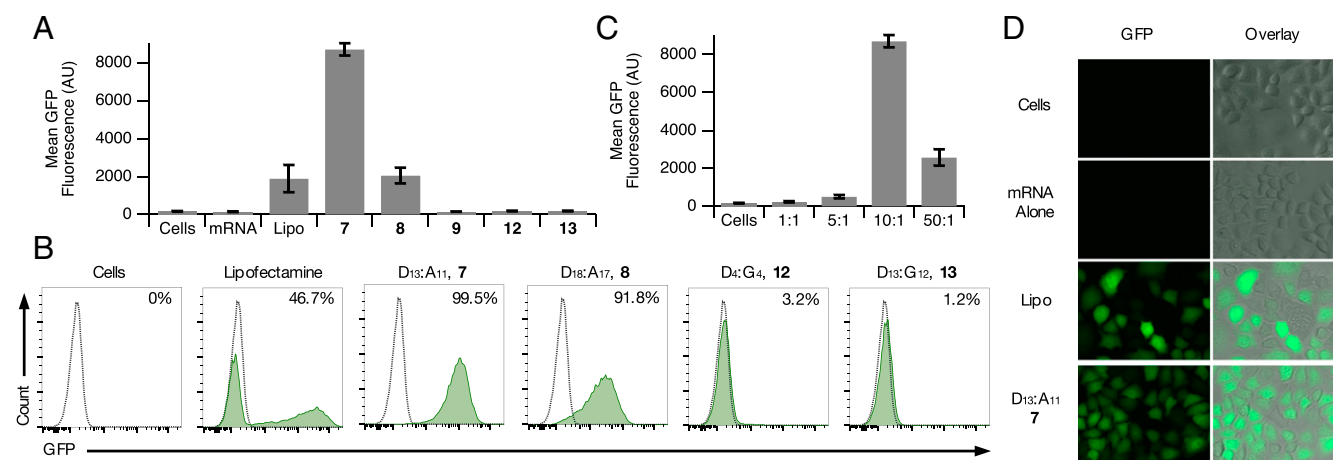 A
Mean GFP
Fluorescence (AU)
8000
6000
4000
2000
0
Cells mRNA Lipo 7 8 9 12 13
C
Mean GFP
Fluorescence (AU)
8000
6000
4000
2000
0
Cells 1:1 5:1 10:1 50:1
B
Cells
0%
Lipofectamine
46.7%
D13:A11, 7
99.5%
D18:A17, 8
91.8%
D4:G4, 12
3.2%
D13:G12, 13
1.2%
Count
GFP
D
GFP Overlay
Cells
mRNA
Alone
Lipo
D13:A11
7